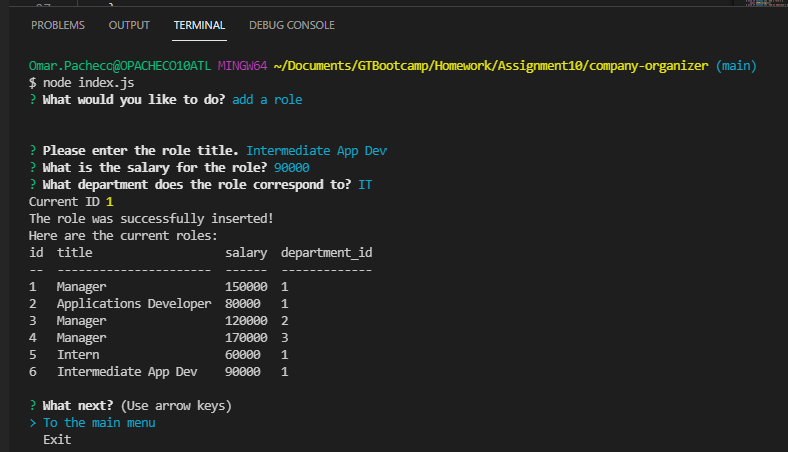 PROBLEMS OUTPUT TERMINAL DEBUG CONSOLE
Omar.Pacheco@OPACHECO10ATL MINGW64 ~/Documents/GTBootcamp/Homework/Assignment10/company-organizer (main)
$ node index.js
? What would you like to do? add a role
? Please enter the role title. Intermediate App Dev
? What is the salary for the role? 90000
? What department does the role correspond to? IT
Current ID 1
The role was successfully inserted!
Here are the current roles:
id  title                   salary  department_id
--  ----------------------  ------  -------------
1   Manager                 150000  1
2   Applications Developer  80000   1
3   Manager                 120000  2
4   Manager                 170000  3
5   Intern                  60000   1
6   Intermediate App Dev    90000   1
? What next? (Use arrow keys)
> To the main menu
  Exit